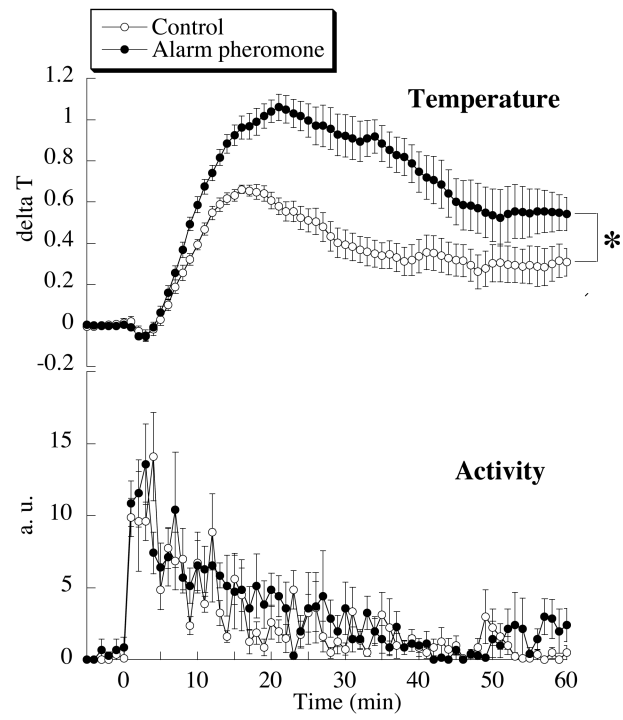 Control
Alarm pheromone
1.2
1
0.8
0.6
0.4
0.2
0
-0.2
delta T
Temperature
*
15
10
5
0
a. u.
Activity
0 10 20 30 40 50 60
Time (min)